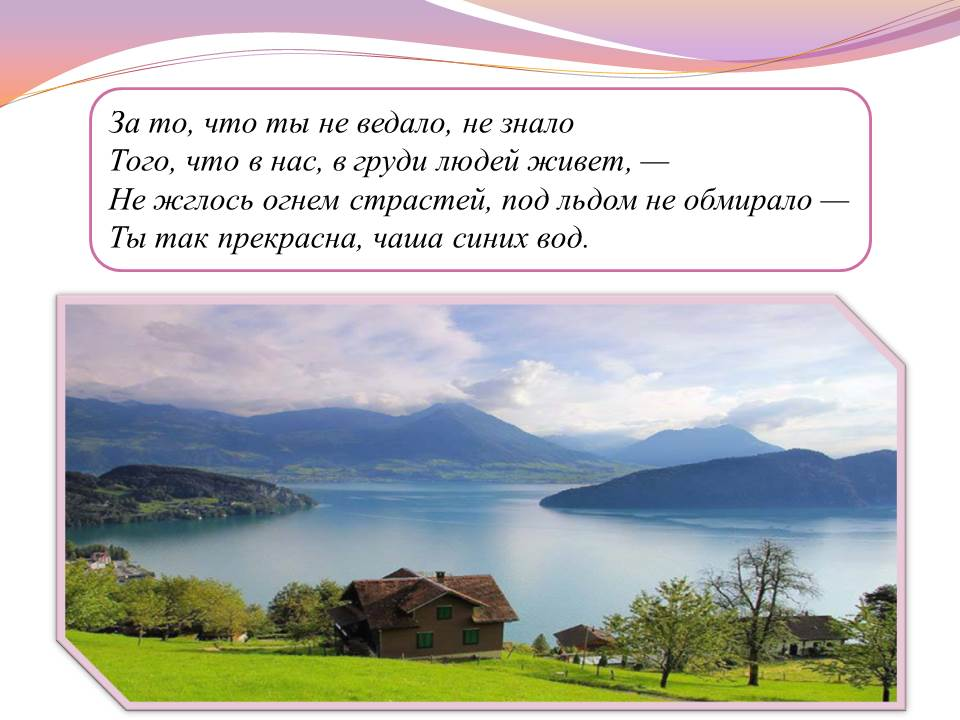 За то, что ты не ведало, не знало
Того, что в нас, в груди людей живет, —
Не жглось огнем страстей, под льдом не обмирало —
Ты так прекрасна, чаша синих вод.